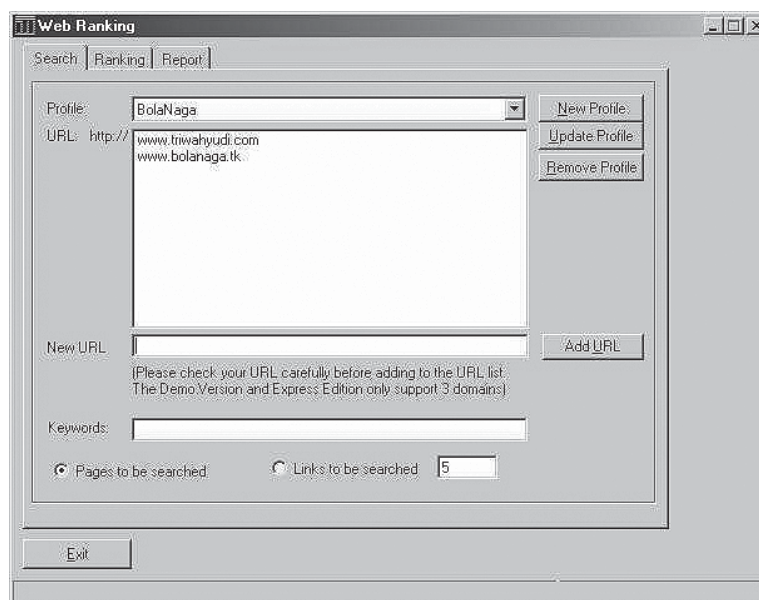 Web Ranking
Search Ranking Report
Profile: BolaNaga New Profile
URL: http:// www.triwahyudi.com Update Profile
www.bolanaga.tk
Remove Profile
New URL Add URL
(Please check your URL carefully before adding to the URL list.
The Demo Version and Express Edition only support 3 domains)
Keywords:
Pages to be searched Links to be searched 5
Exit